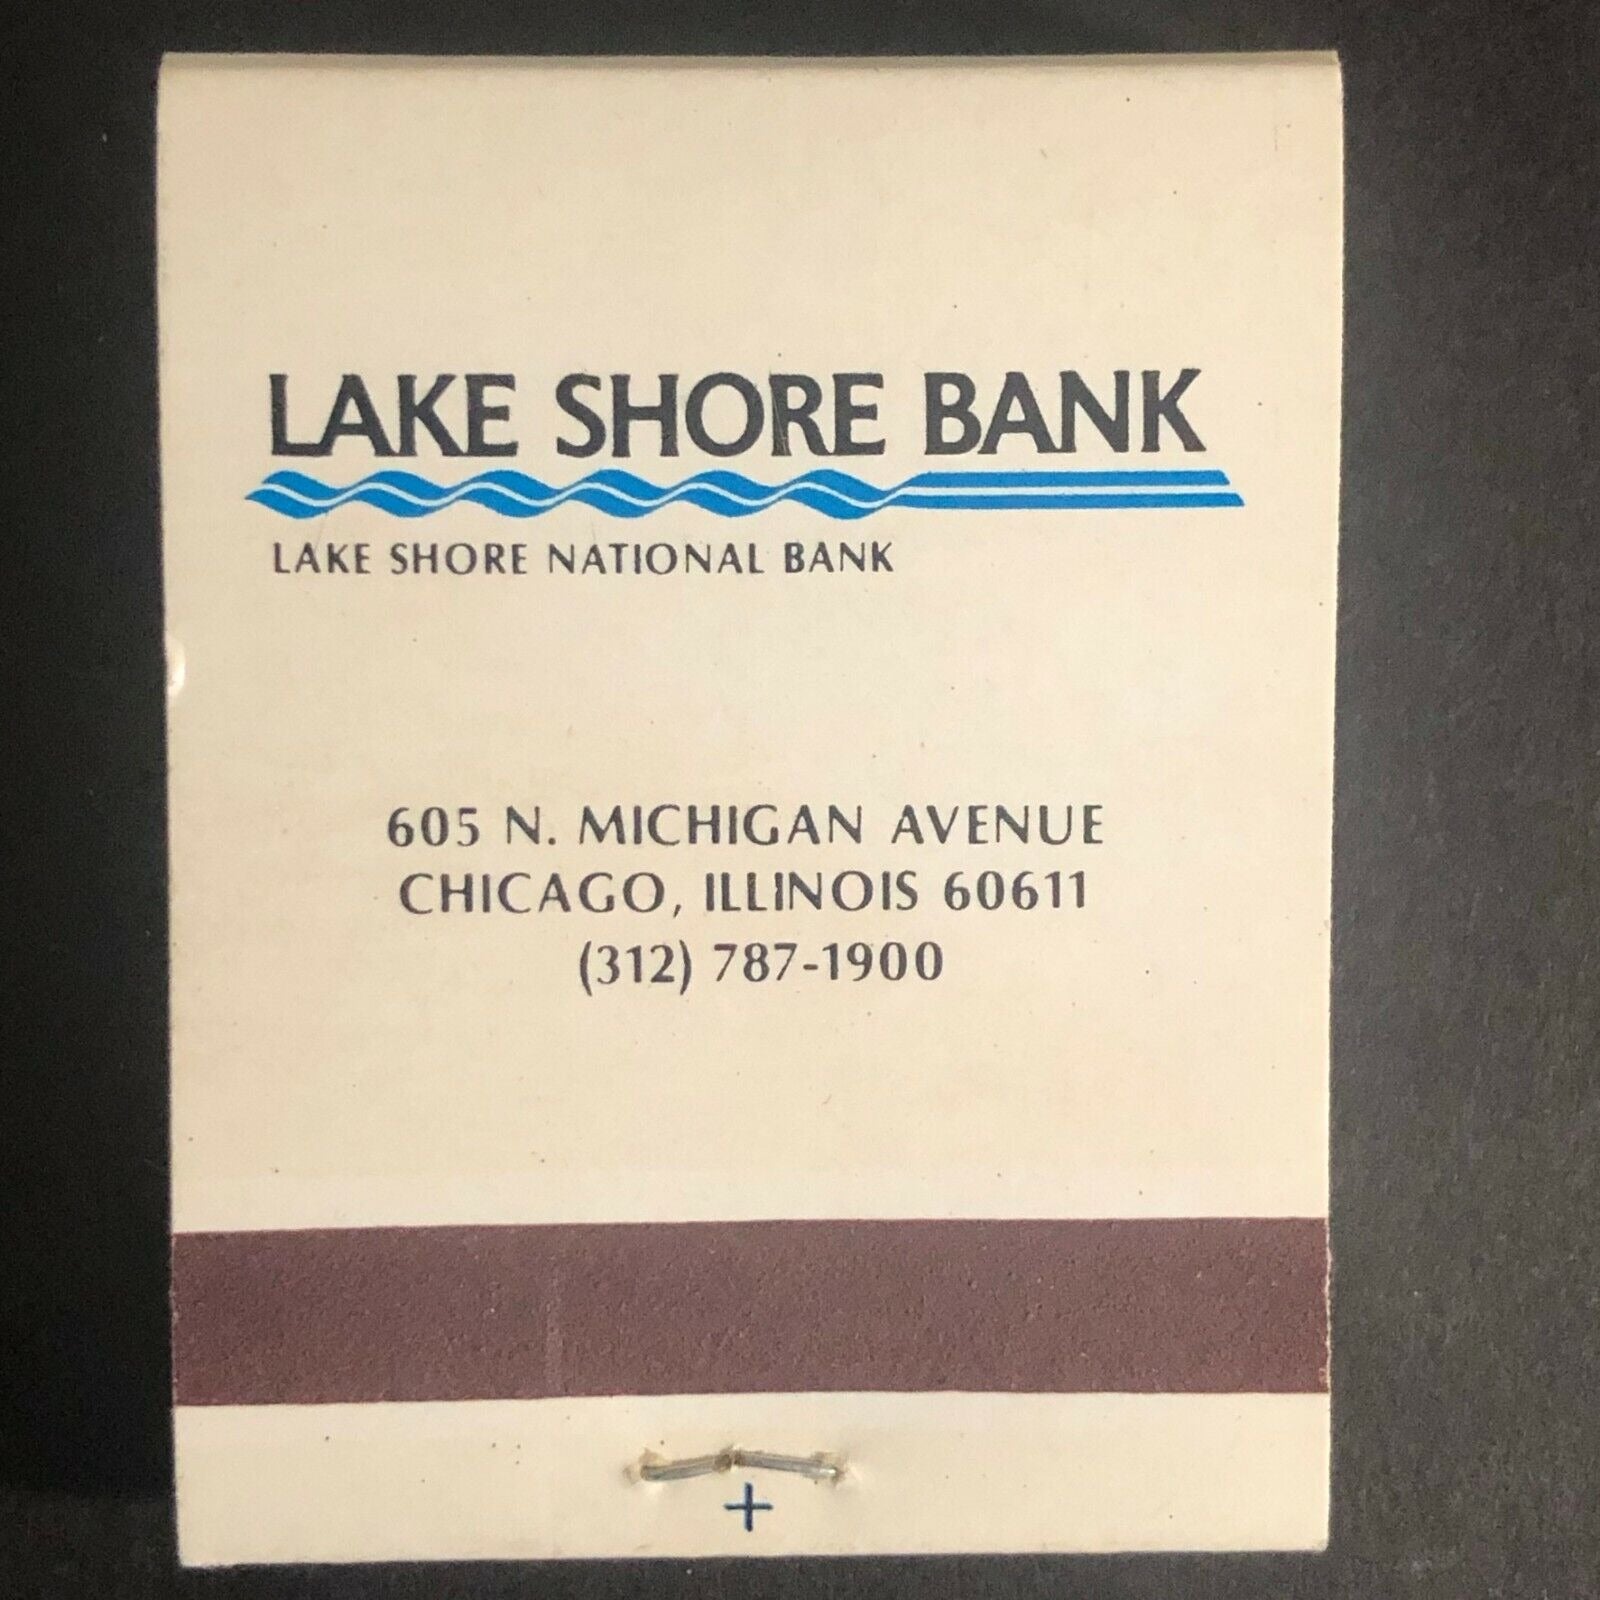 LAKE SHORE BANK
LAKE SHORE NATIONAL BANK
605 N. MICHIGAN AVENUE
CHICAGO, ILLINOIS 60611
(312) 787-1900
+